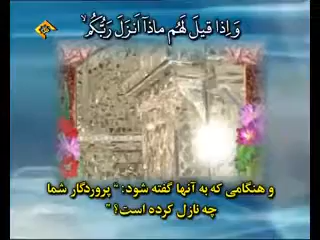 وَإِذَا قِيلَ لَهُم مَّاذَآ أَنزَلَ رَبُّكُمْ ۙ
و هنگامی که به آنها گفته شود: " پروردگار شما
چه نازل کرده است؟ "